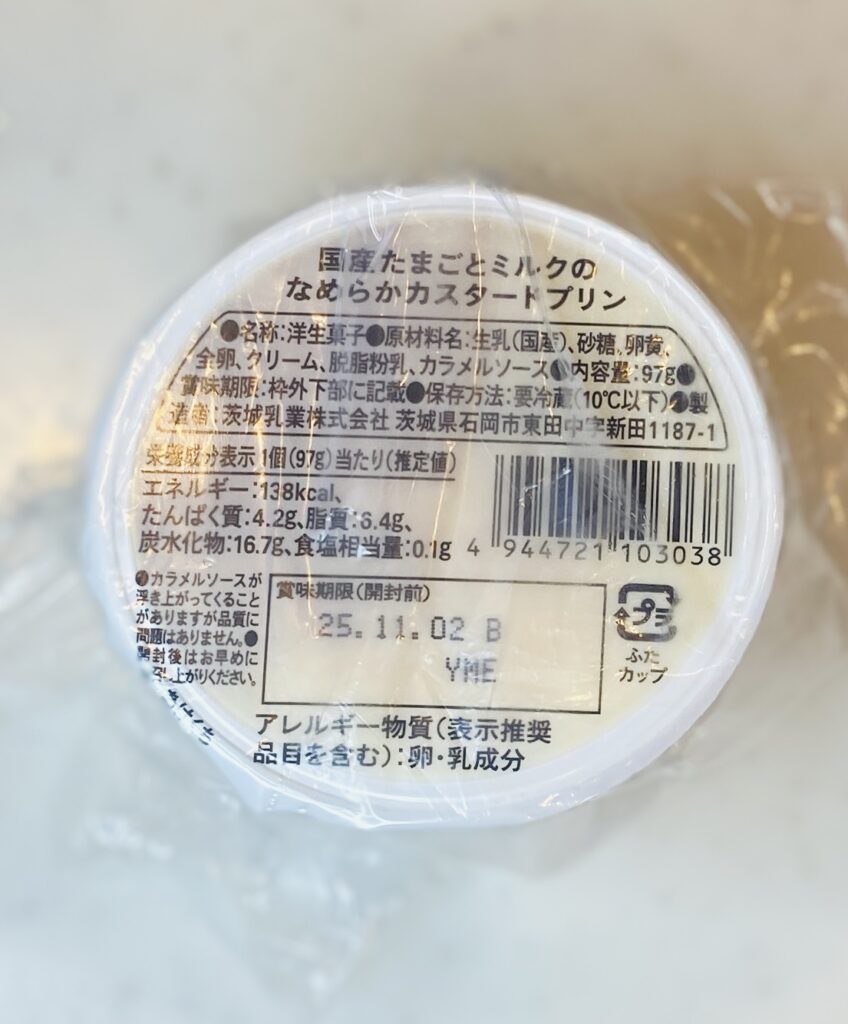 国産たまごとミルクの
なめらかカスタードプリン
●名称:洋生菓子●原材料名:生乳(国産)、砂糖、卵黄、
全卵、クリーム、脱脂粉乳、カラメルソース●内容量:97g●
賞味期限:枠外下部に記載●保存方法:要冷蔵(10℃以下)●製
造者:茨城乳業株式会社 茨城県石岡市東田中字新田1187-1
栄養成分表示 1個(97g)当たり(推定値)
エネルギー:138kcal、
たんぱく質:4.2g、脂質:6.4g、
炭水化物:16.7g、食塩相当量:0.1g
4 944721 103038
●カラメルソースが
浮き上がってくること
がありますが品質に
問題はありません。●
開封後はお早めに
お召し上がりください。
賞味期限(開封前)
25.11.02 B
YME
プラ
ふた
カップ
アレルギー物質(表示推奨
品目を含む):卵・乳成分